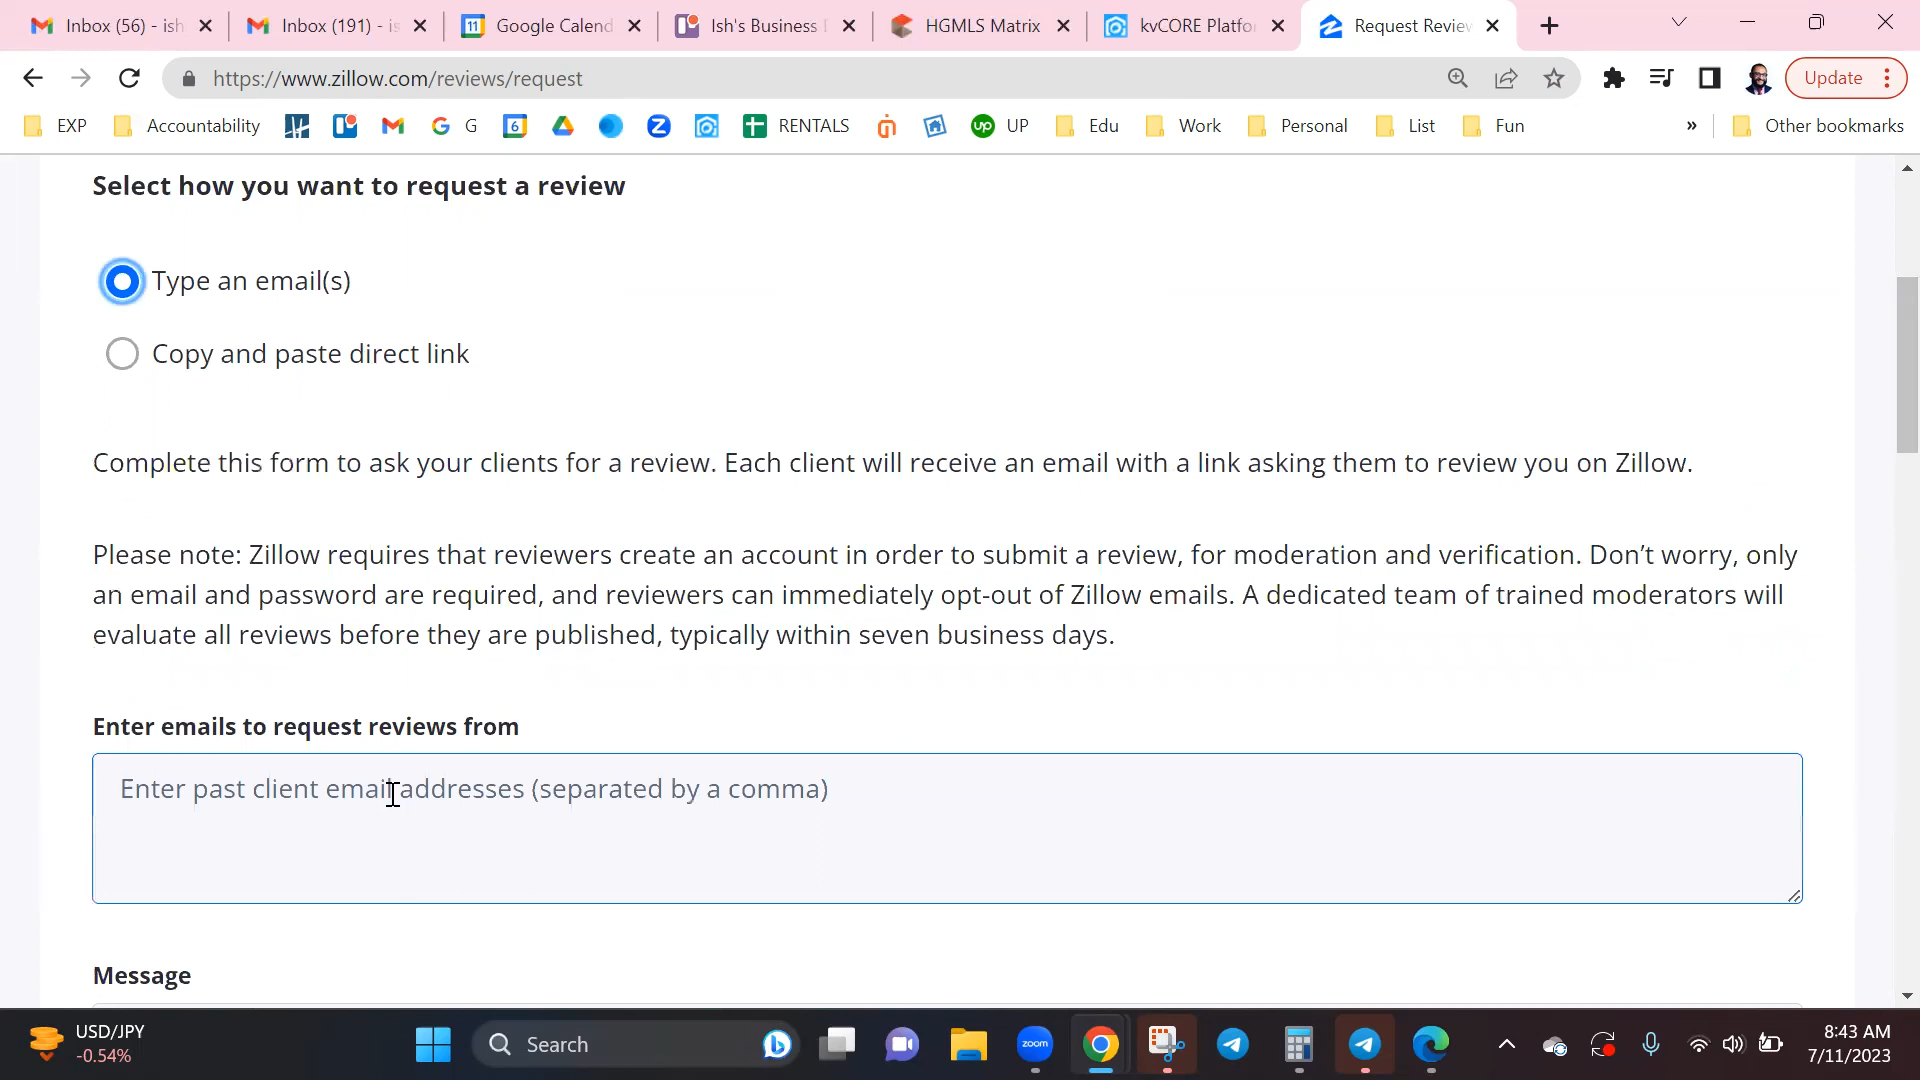 Inbox (56) - ish
Inbox (191) - is
Google Calend
Ish's Business
HGMLS Matrix
kvCORE Platfo
Request Review
https://www.zillow.com/reviews/request
Update
EXP
Accountability
G
RENTALS
UP
Edu
Work
Personal
List
Fun
»
Other bookmarks
Select how you want to request a review
Type an email(s)
Copy and paste direct link
Complete this form to ask your clients for a review. Each client will receive an email with a link asking them to review you on Zillow.
Please note: Zillow requires that reviewers create an account in order to submit a review, for moderation and verification. Don’t worry, only
an email and password are required, and reviewers can immediately opt-out of Zillow emails. A dedicated team of trained moderators will
evaluate all reviews before they are published, typically within seven business days.
Enter emails to request reviews from
Enter past client email addresses (separated by a comma)
Message
USD/JPY
-0.54%
Search
zoom
8:43 AM
7/11/2023